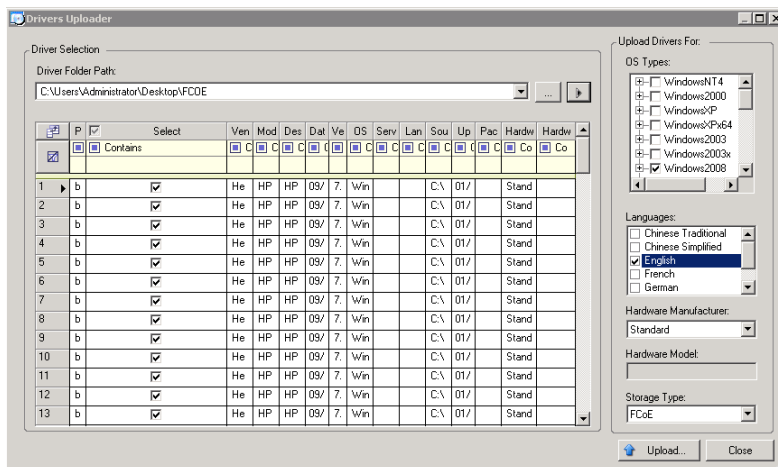 Drivers Uploader
Driver Selection
Driver Folder Path:
C:\Users\Administrator\Desktop\FCOE
...
P Select Ven Mod Des Dat Ve OS Serv Lan Sou Up Pac Hardw Hardw
Contains C C C ( C C C C C ( C Co Co
1 b He HP HP 09/ 7. Win C:\ 01/ Stand
2 b He HP HP 09/ 7. Win C:\ 01/ Stand
3 b He HP HP 09/ 7. Win C:\ 01/ Stand
4 b He HP HP 09/ 7. Win C:\ 01/ Stand
5 b He HP HP 09/ 7. Win C:\ 01/ Stand
6 b He HP HP 09/ 7. Win C:\ 01/ Stand
7 b He HP HP 09/ 7. Win C:\ 01/ Stand
8 b He HP HP 09/ 7. Win C:\ 01/ Stand
9 b He HP HP 09/ 7. Win C:\ 01/ Stand
10 b He HP HP 09/ 7. Win C:\ 01/ Stand
11 b He HP HP 09/ 7. Win C:\ 01/ Stand
12 b He HP HP 09/ 7. Win C:\ 01/ Stand
13 b He HP HP 09/ 7. Win C:\ 01/ Stand
Upload Drivers For:
OS Types:
WindowsNT4
Windows2000
WindowsXP
WindowsXPx64
Windows2003
Windows2003x
Windows2008
Languages:
Chinese Traditional
Chinese Simplified
English
French
German
Hardware Manufacturer:
Standard
Hardware Model:
Storage Type:
FCoE
Upload... Close